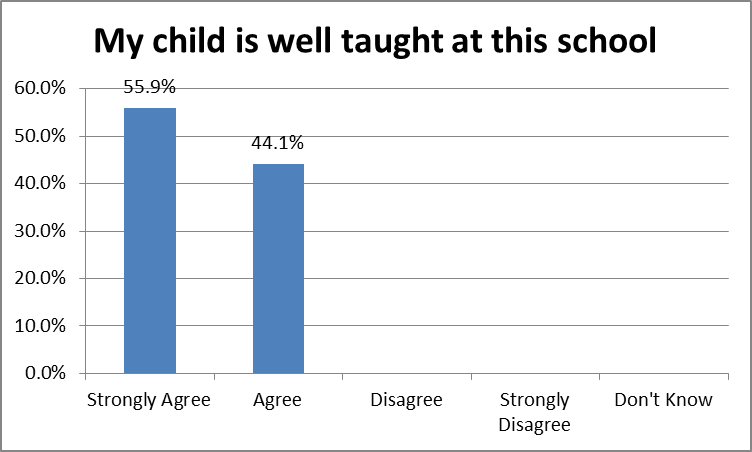 My child is well taught at this school
60.0%
50.0%
40.0%
30.0%
20.0%
10.0%
0.0%
55.9%
44.1%
Strongly Agree
Agree
Disagree
Strongly
Disagree
Don't Know